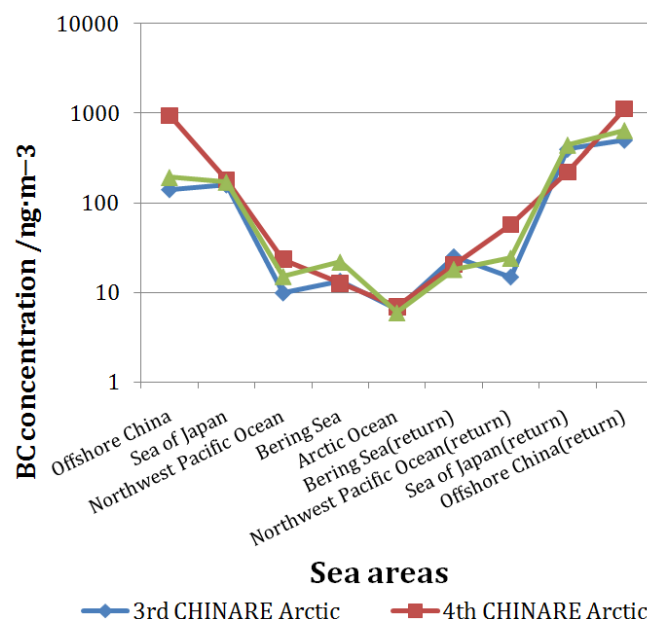 10000
1000
100
10
1
BC concentration /ng·m−3
Offshore China
Sea of Japan
Northwest Pacific Ocean
Bering Sea
Arctic Ocean
Bering Sea(return)
Northwest Pacific Ocean(return)
Sea of Japan(return)
Offshore China(return)
Sea areas
3rd CHINARE Arctic
4th CHINARE Arctic